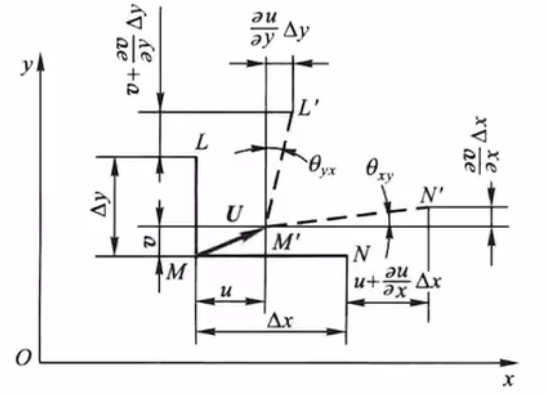 ∂u/∂y Δy
v+∂v/∂y Δy
y
L'
L
θyx
θxy
∂v/∂x Δx
N'
Δy
U
v
M'
M
N
u
u+∂u/∂x Δx
Δx
O
x